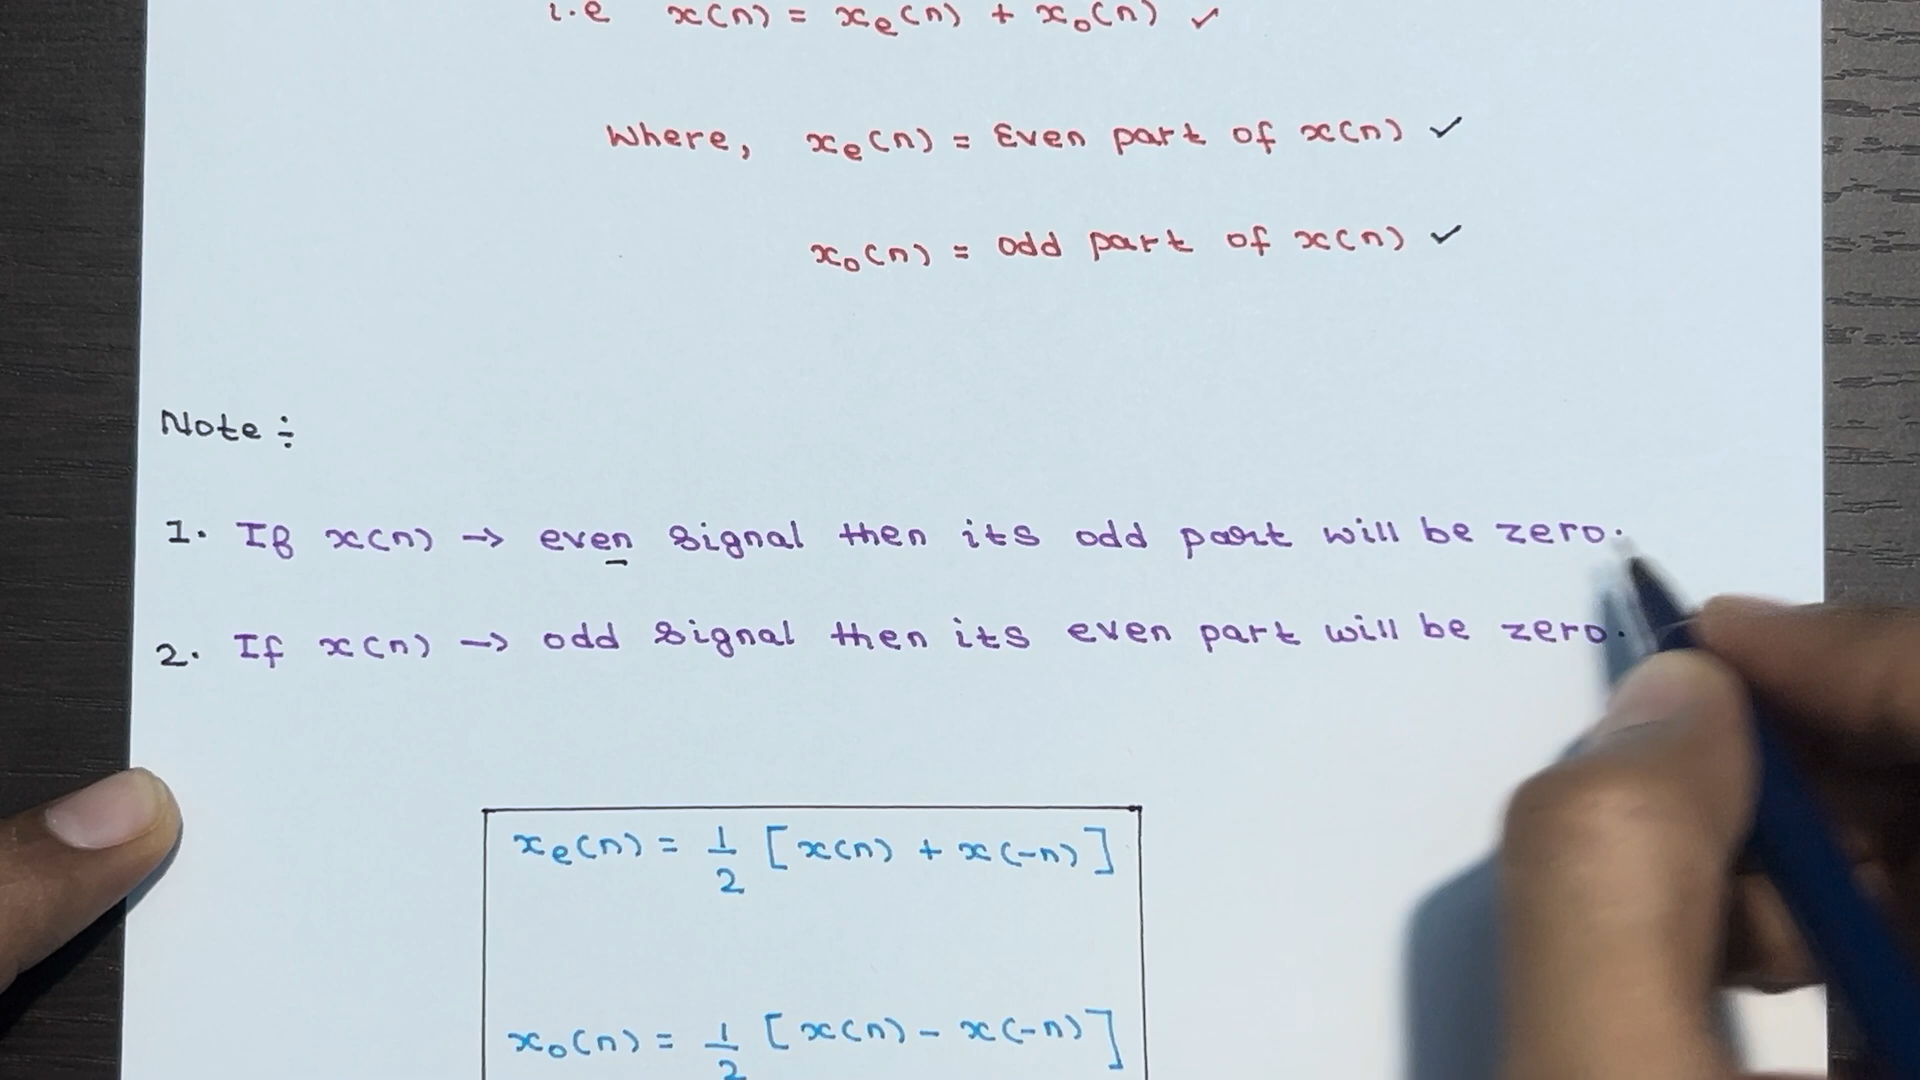 i.e x(n) = xe(n) + xo(n) ✓
Where, xe(n) = Even part of x(n) ✓
xo(n) = odd part of x(n) ✓
Note ÷
1. If x(n) → even signal then its odd part will be zero.
2. If x(n) → odd signal then its even part will be zero.
xe(n) = 1/2 [x(n) + x(-n)]
xo(n) = 1/2 [x(n) - x(-n)]